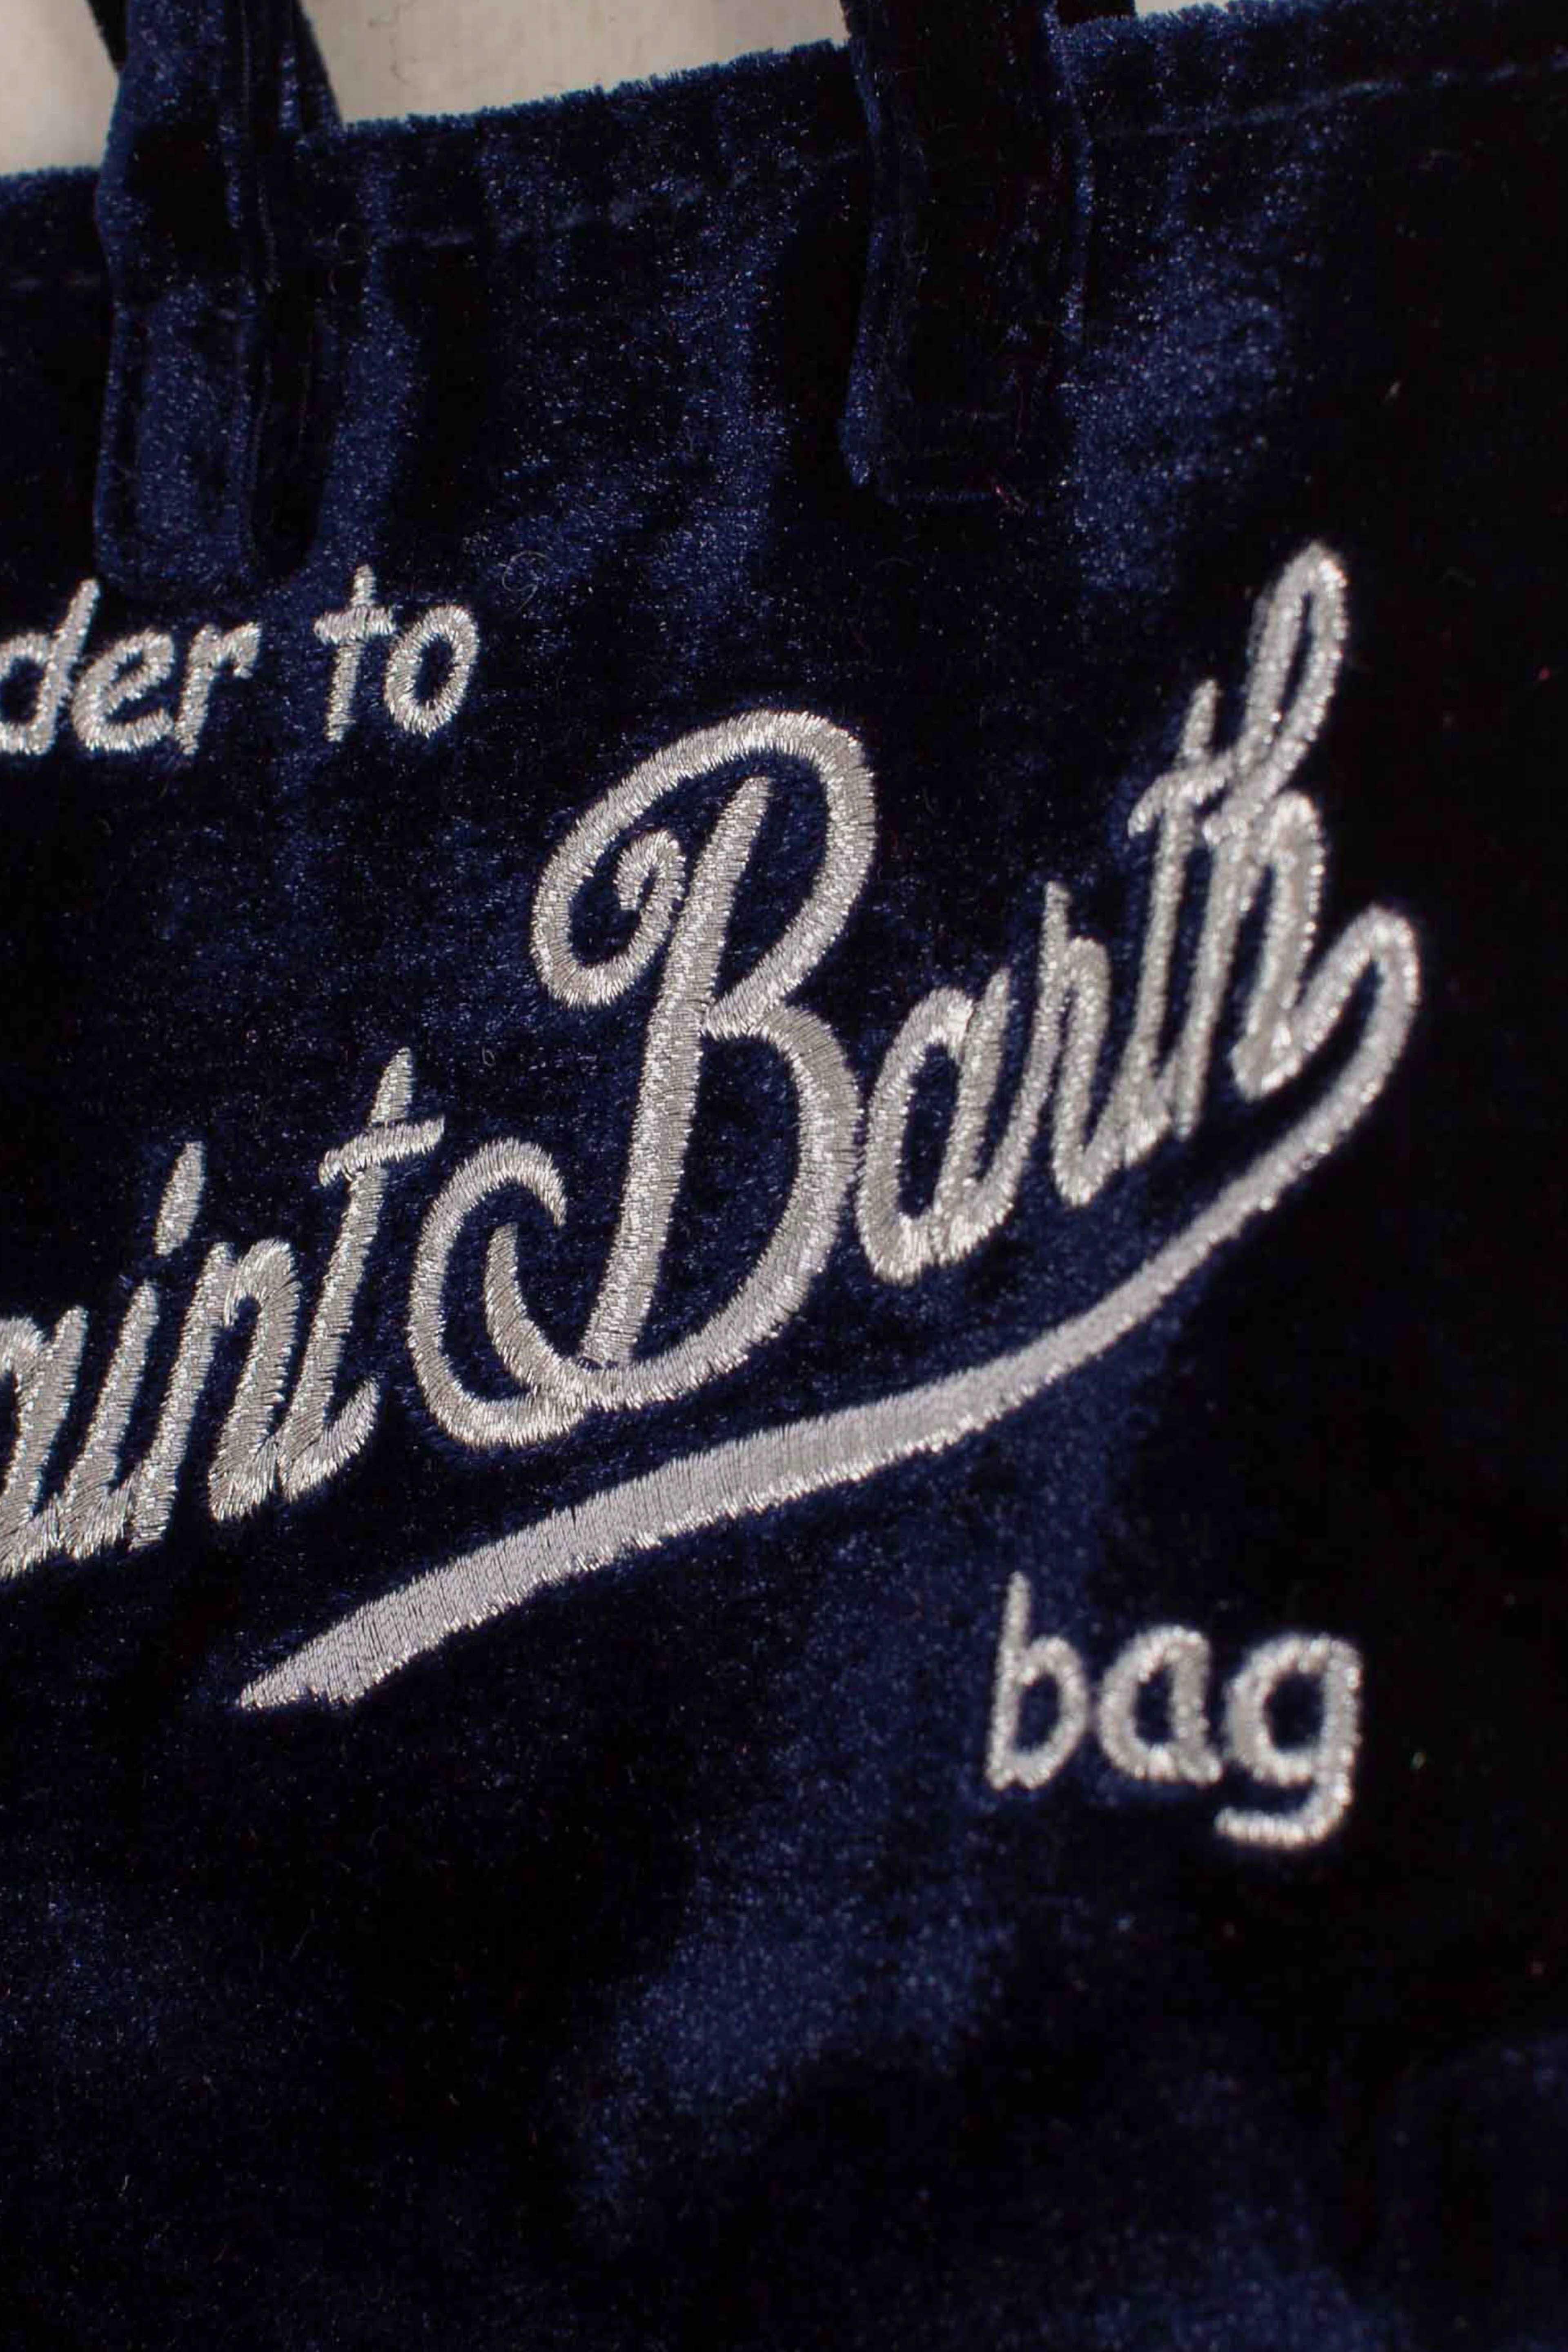 der to
aint Barth
bag